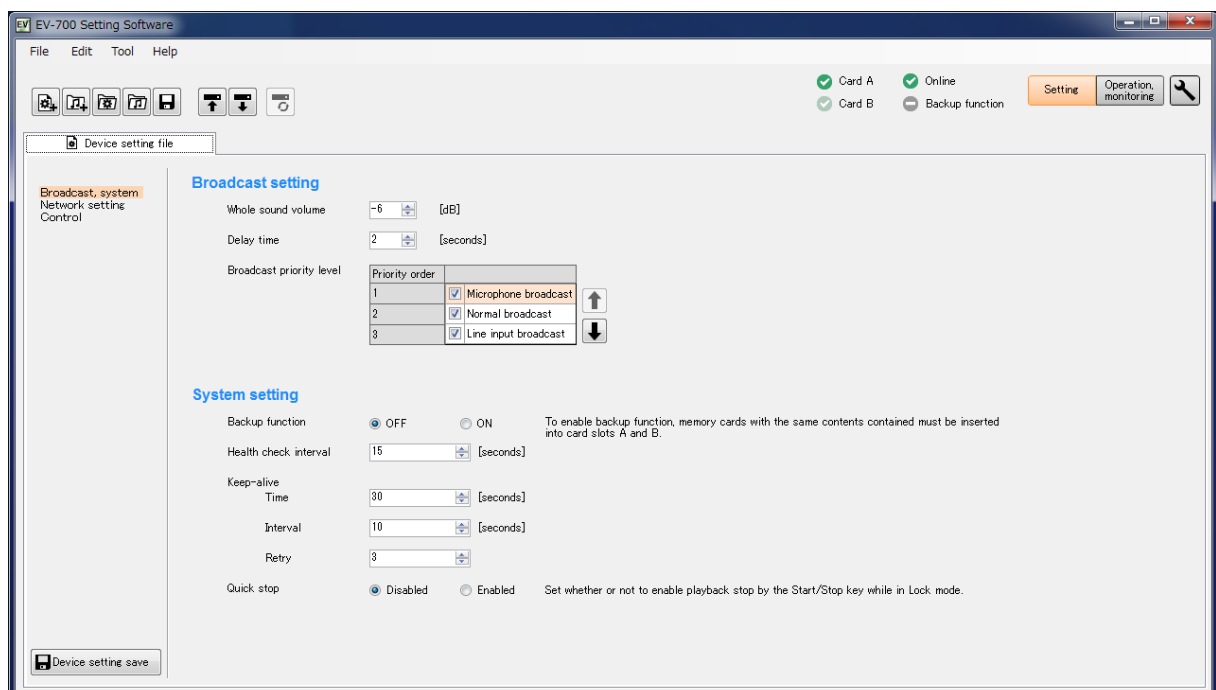 EV EV-700 Setting Software
File Edit Tool Help
Card A Online
Card B Backup function
Setting
Operation,
monitoring
Device setting file
Broadcast, system
Network setting
Control
Broadcast setting
Whole sound volume -6 [dB]
Delay time 2 [seconds]
Broadcast priority level
Priority order
1 Microphone broadcast
2 Normal broadcast
3 Line input broadcast
System setting
Backup function OFF ON To enable backup function, memory cards with the same contents contained must be inserted
into card slots A and B.
Health check interval 15 [seconds]
Keep-alive
Time 30 [seconds]
Interval 10 [seconds]
Retry 3
Quick stop Disabled Enabled Set whether or not to enable playback stop by the Start/Stop key while in Lock mode.
Device setting save